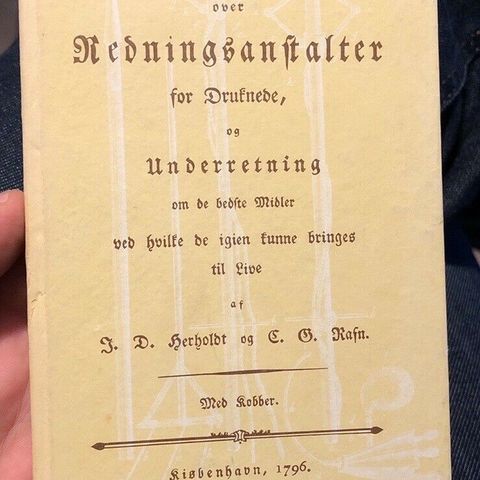 over
Redningsanstalter
for Druknede,
og
Underretning
om de bedste Midler
ved hvilke de igien kunne bringes
til Live
af
J. D. Herholdt og C. G. Rafn.
Med Kobber.
Kiøbenhavn, 1796.